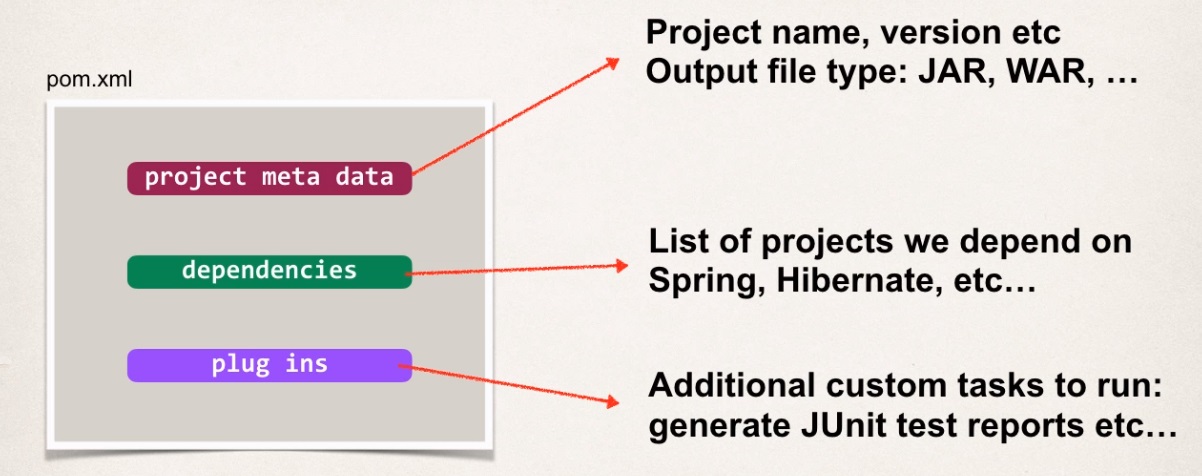 pom.xml
project meta data
Project name, version etc
Output file type: JAR, WAR, …
dependencies
List of projects we depend on
Spring, Hibernate, etc…
plug ins
Additional custom tasks to run:
generate JUnit test reports etc…